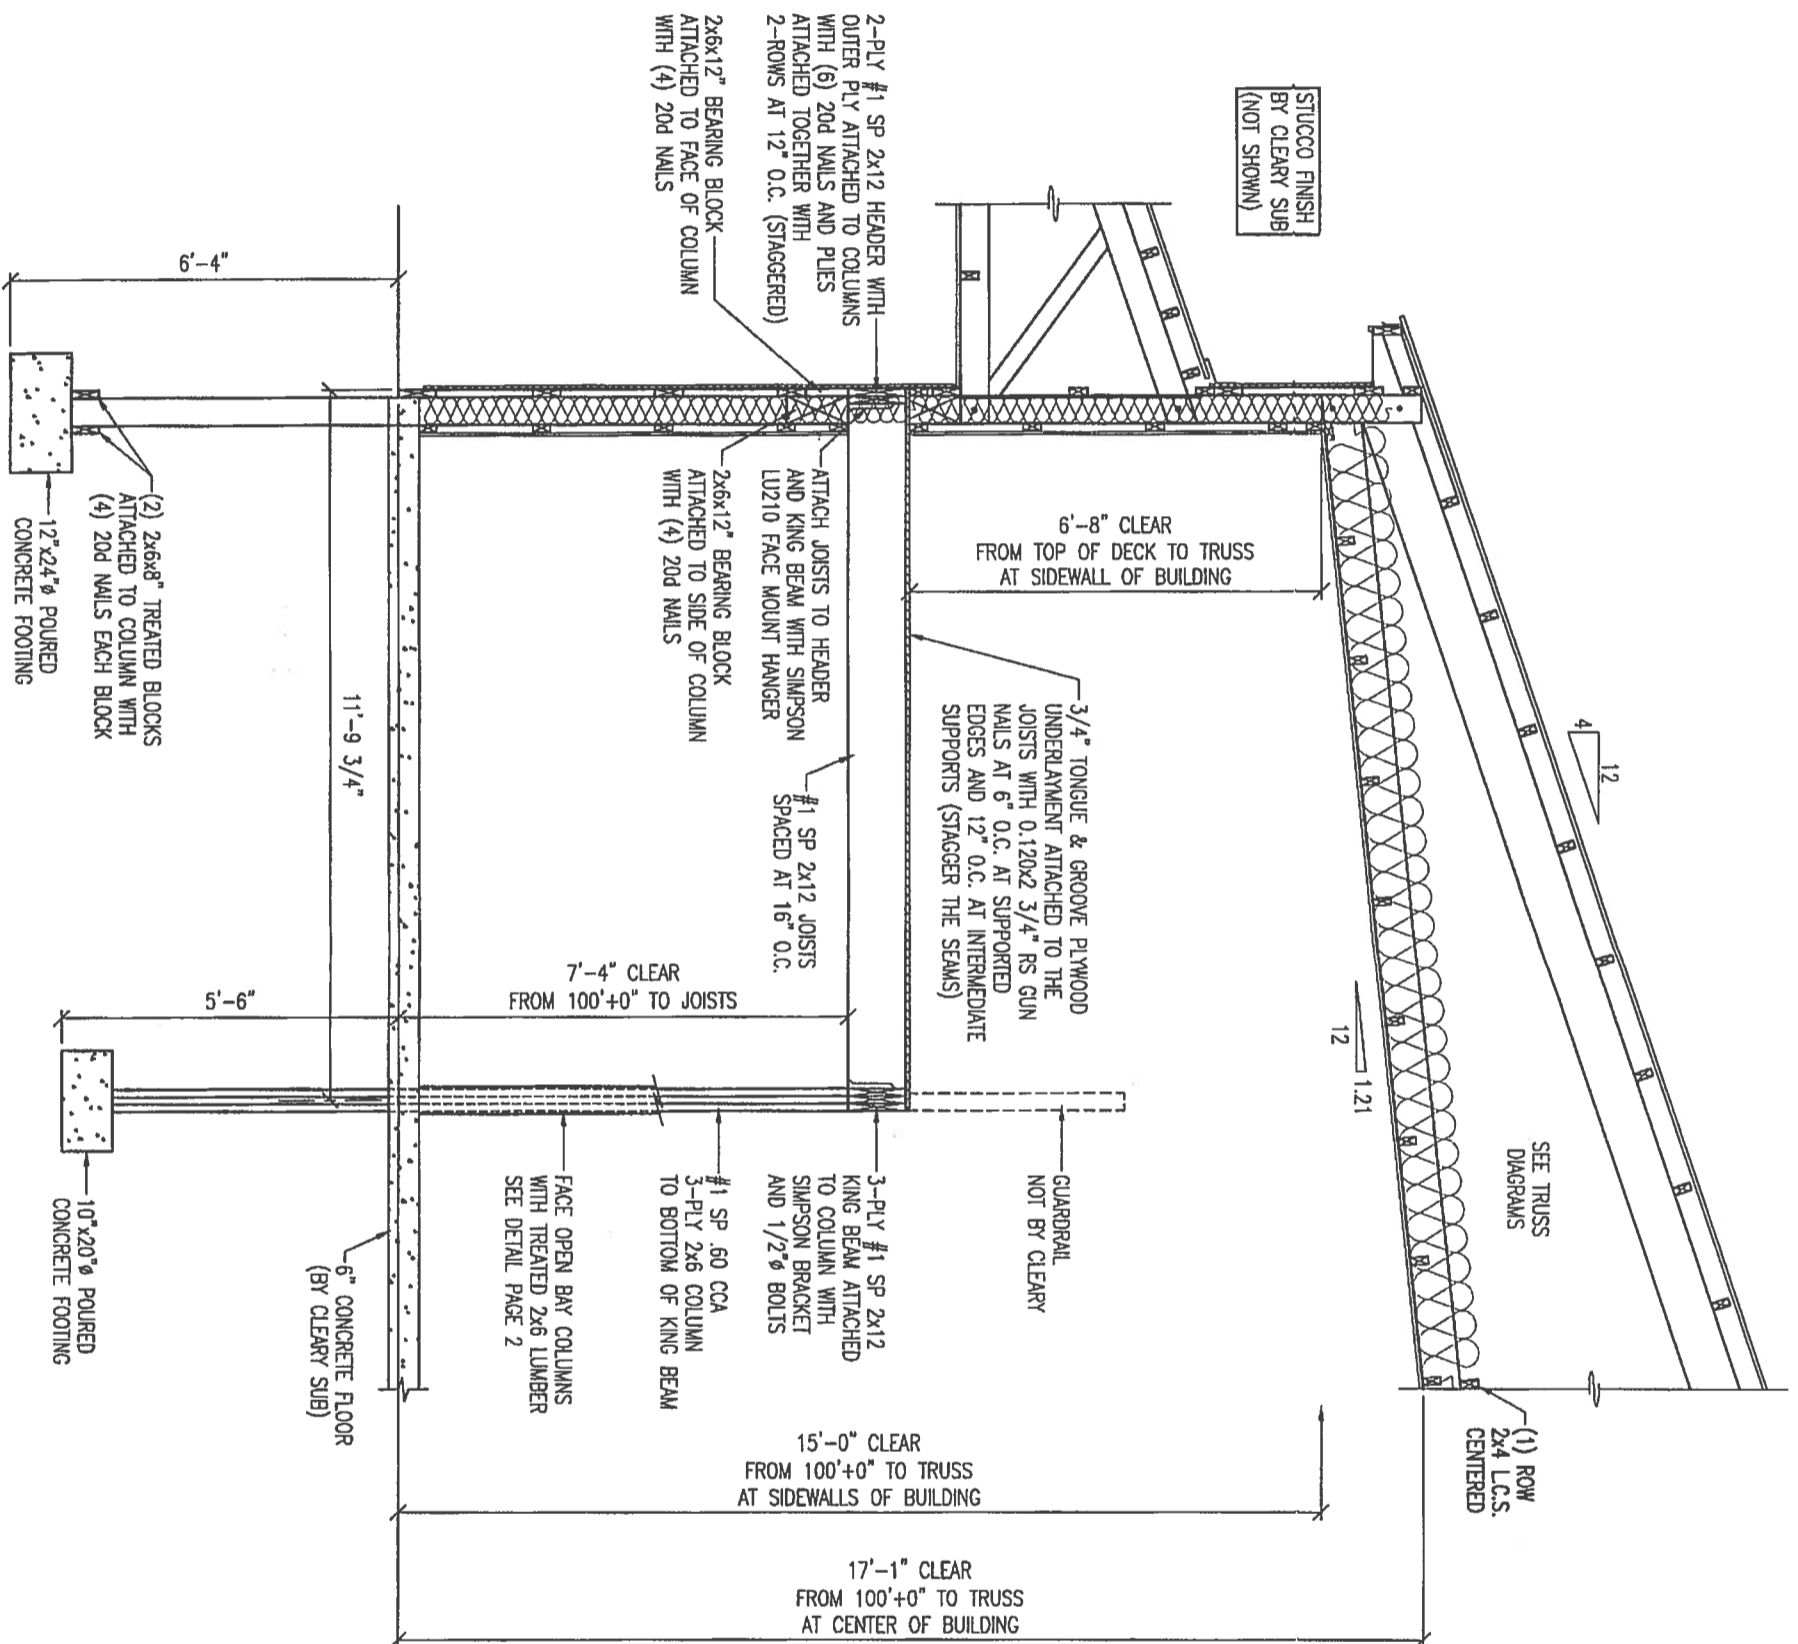 STUCCO FINISH
BY CLEARY SUB
(NOT SHOWN)
2-PLY #1 SP 2x12 HEADER WITH
OUTER PLY ATTACHED TO COLUMNS
WITH (6) 20d NAILS AND PLIES
ATTACHED TOGETHER WITH
2-ROWS AT 12" O.C. (STAGGERED)
2x6x12" BEARING BLOCK
ATTACHED TO FACE OF COLUMN
WITH (4) 20d NAILS
6'-4"
(2) 2x6x8" TREATED BLOCKS
ATTACHED TO COLUMN WITH
(4) 20d NAILS EACH BLOCK
12"x24"ø POURED
CONCRETE FOOTING
11'-9 3/4"
ATTACH JOISTS TO HEADER
AND KING BEAM WITH SIMPSON
LU210 FACE MOUNT HANGER
2x6x12" BEARING BLOCK
ATTACHED TO SIDE OF COLUMN
WITH (4) 20d NAILS
6'-8" CLEAR
FROM TOP OF DECK TO TRUSS
AT SIDEWALL OF BUILDING
3/4" TONGUE & GROOVE PLYWOOD
UNDERLAYMENT ATTACHED TO THE
JOISTS WITH 0.120x2 3/4" RS GUN
NAILS AT 6" O.C. AT SUPPORTED
EDGES AND 12" O.C. AT INTERMEDIATE
SUPPORTS (STAGGER THE SEAMS)
#1 SP 2x12 JOISTS
SPACED AT 16" O.C.
12
4
1.21
12
SEE TRUSS
DIAGRAMS
7'-4" CLEAR
FROM 100'+0" TO JOISTS
5'-6"
GUARDRAIL
NOT BY CLEARY
3-PLY #1 SP 2x12
KING BEAM ATTACHED
TO COLUMN WITH
SIMPSON BRACKET
AND 1/2"ø BOLTS
#1 SP .60 CCA
3-PLY 2x6 COLUMN
TO BOTTOM OF KING BEAM
FACE OPEN BAY COLUMNS
WITH TREATED 2x6 LUMBER
SEE DETAIL PAGE 2
6" CONCRETE FLOOR
(BY CLEARY SUB)
10"x20"ø POURED
CONCRETE FOOTING
(1) ROW
2x4 L.C.S.
CENTERED
15'-0" CLEAR
FROM 100'+0" TO TRUSS
AT SIDEWALLS OF BUILDING
17'-1" CLEAR
FROM 100'+0" TO TRUSS
AT CENTER OF BUILDING